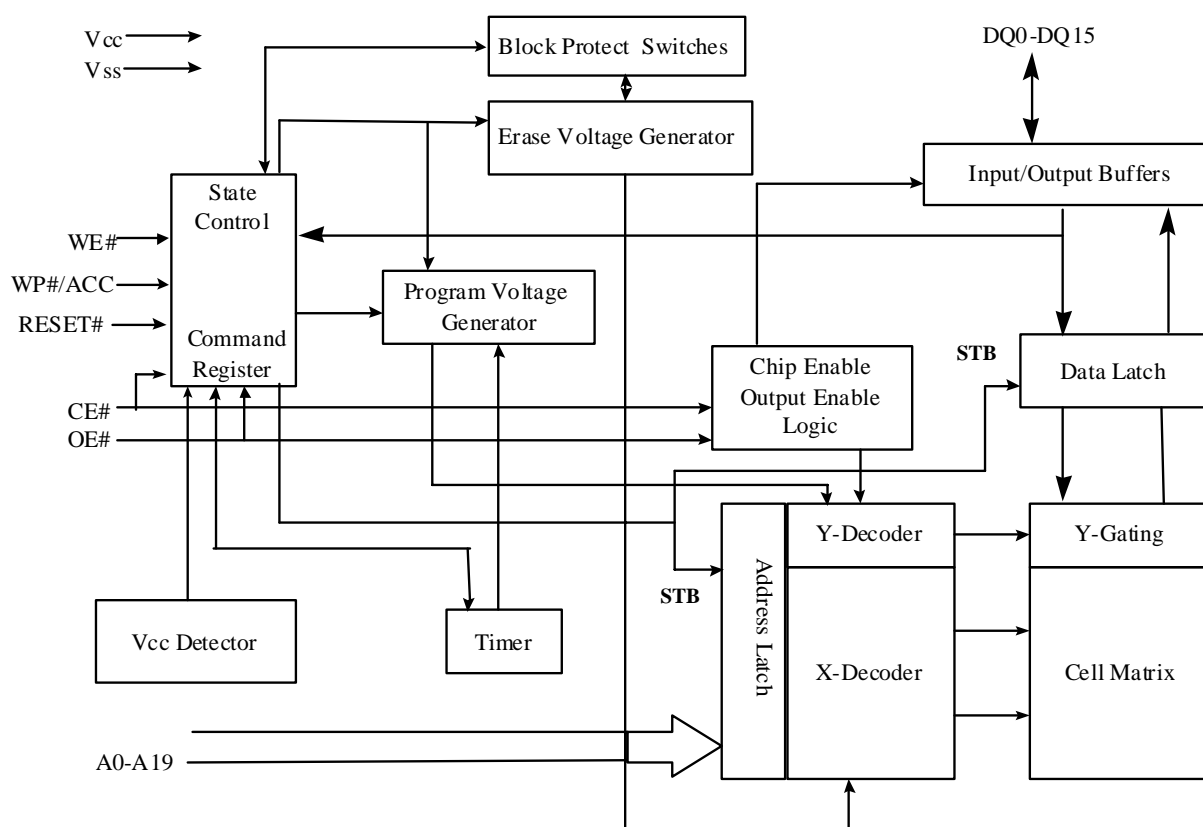 Vcc
Vss
Block Protect Switches
DQ0-DQ15
Erase Voltage Generator
Input/Output Buffers
State
Control
WE#
WP#/ACC
RESET#
Program Voltage
Generator
Command
Register
STB
Chip Enable
Output Enable
Logic
Data Latch
CE#
OE#
Y-Decoder
Y-Gating
Address Latch
STB
Vcc Detector
Timer
X-Decoder
Cell Matrix
A0-A19